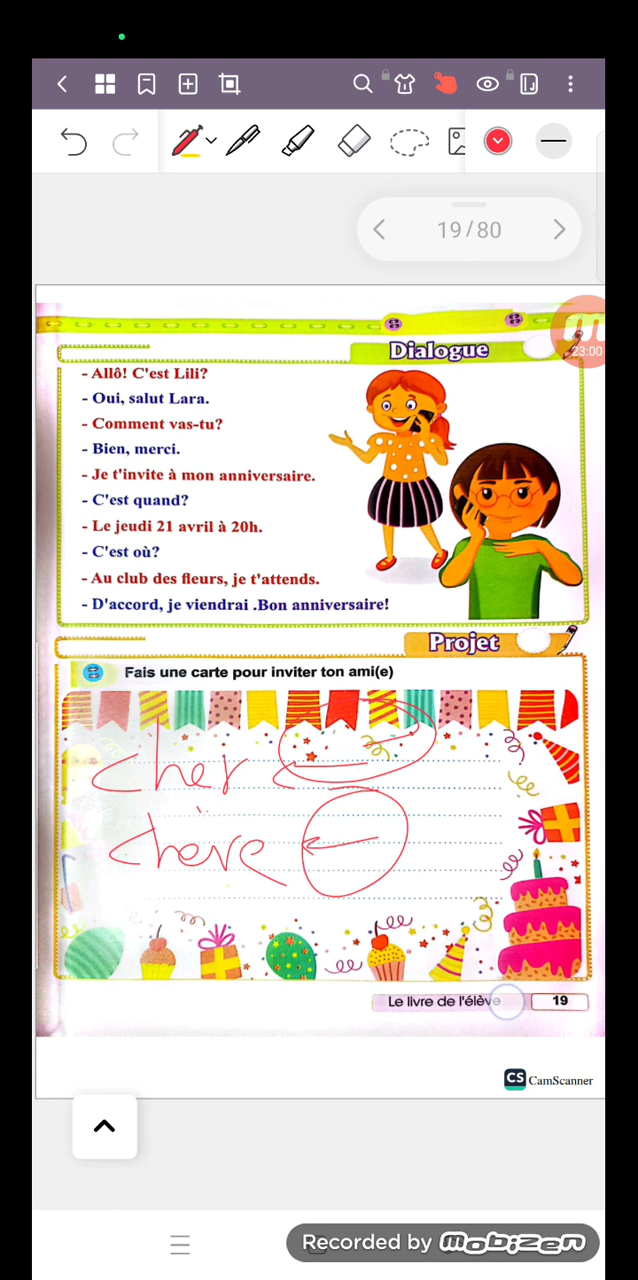 19/80
23:00
Dialogue
- Allô! C'est Lili?
- Oui, salut Lara.
- Comment vas-tu?
- Bien, merci.
- Je t'invite à mon anniversaire.
- C'est quand?
- Le jeudi 21 avril à 20h.
- C'est où?
- Au club des fleurs, je t'attends.
- D'accord, je viendrai .Bon anniversaire!
Projet
Fais une carte pour inviter ton ami(e)
cher
chère
Le livre de l'élève 19
CS CamScanner
Recorded by mobizen